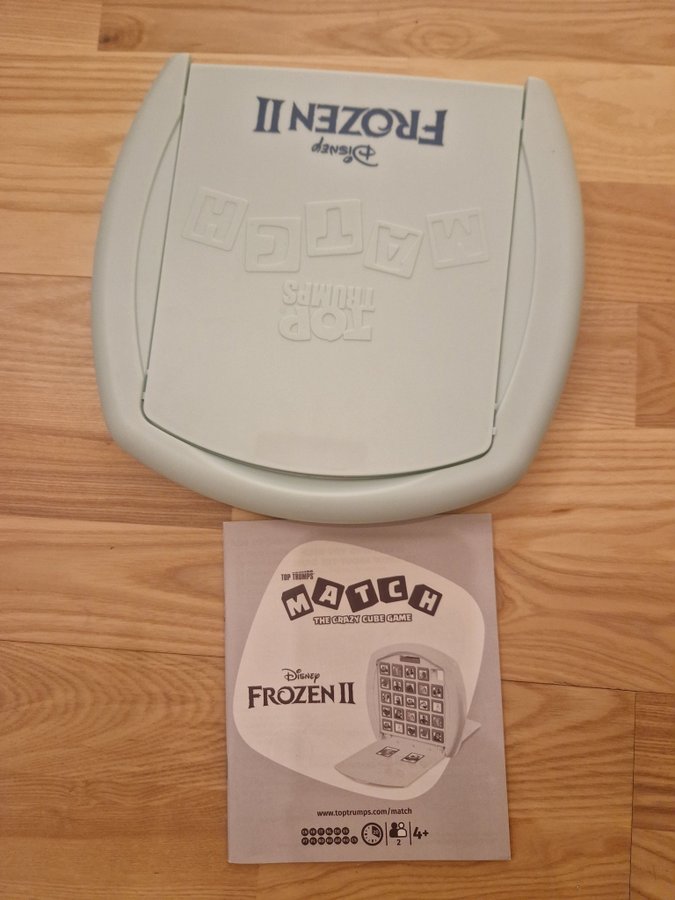 Disney
FROZEN II
MATCH
TOP
TRUMPS
TOP TRUMPS
MATCH
THE CRAZY CUBE GAME
Disney
FROZEN II
www.toptrumps.com/match
2
4+